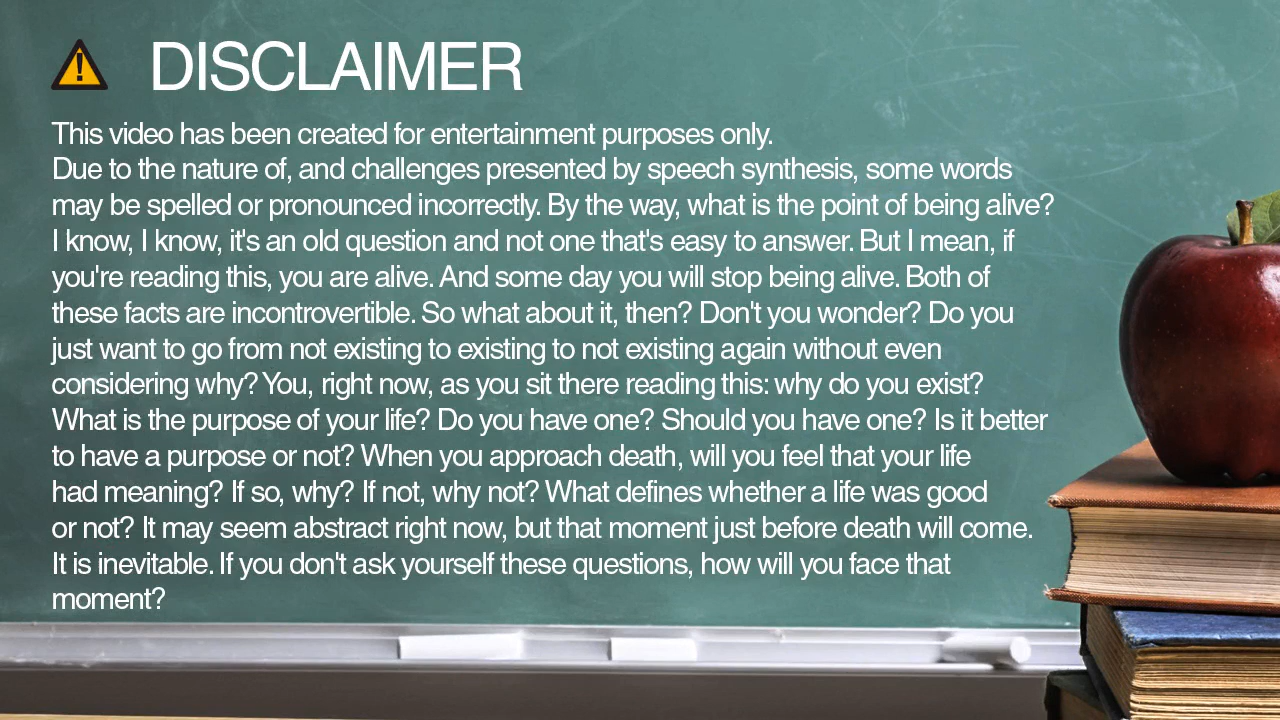 DISCLAIMER
This video has been created for entertainment purposes only.
Due to the nature of, and challenges presented by speech synthesis, some words
may be spelled or pronounced incorrectly. By the way, what is the point of being alive?
I know, I know, it's an old question and not one that's easy to answer. But I mean, if
you're reading this, you are alive. And some day you will stop being alive. Both of
these facts are incontrovertible. So what about it, then? Don't you wonder? Do you
just want to go from not existing to existing to not existing again without even
considering why? You, right now, as you sit there reading this: why do you exist?
What is the purpose of your life? Do you have one? Should you have one? Is it better
to have a purpose or not? When you approach death, will you feel that your life
had meaning? If so, why? If not, why not? What defines whether a life was good
or not? It may seem abstract right now, but that moment just before death will come.
It is inevitable. If you don't ask yourself these questions, how will you face that
moment?